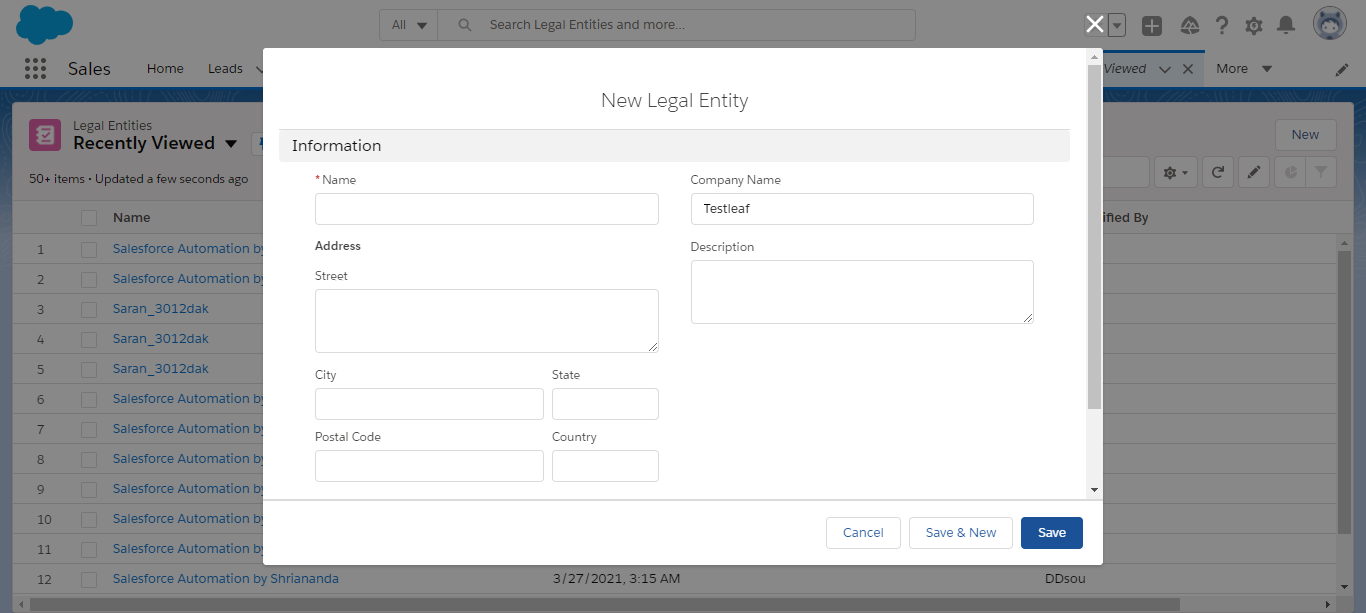 All
Search Legal Entities and more...
Sales
Home
Leads
Viewed
More
Legal Entities
Recently Viewed
New
50+ items • Updated a few seconds ago
Name
ified By
1 Salesforce Automation by
2 Salesforce Automation by
3 Saran_3012dak
4 Saran_3012dak
5 Saran_3012dak
6 Salesforce Automation by
7 Salesforce Automation by
8 Salesforce Automation by
9 Salesforce Automation by
10 Salesforce Automation by
11 Salesforce Automation by
12 Salesforce Automation by Shriananda 3/27/2021, 3:15 AM DDsou
New Legal Entity
Information
* Name
Company Name
Testleaf
Address
Description
Street
City
State
Postal Code
Country
Cancel
Save & New
Save